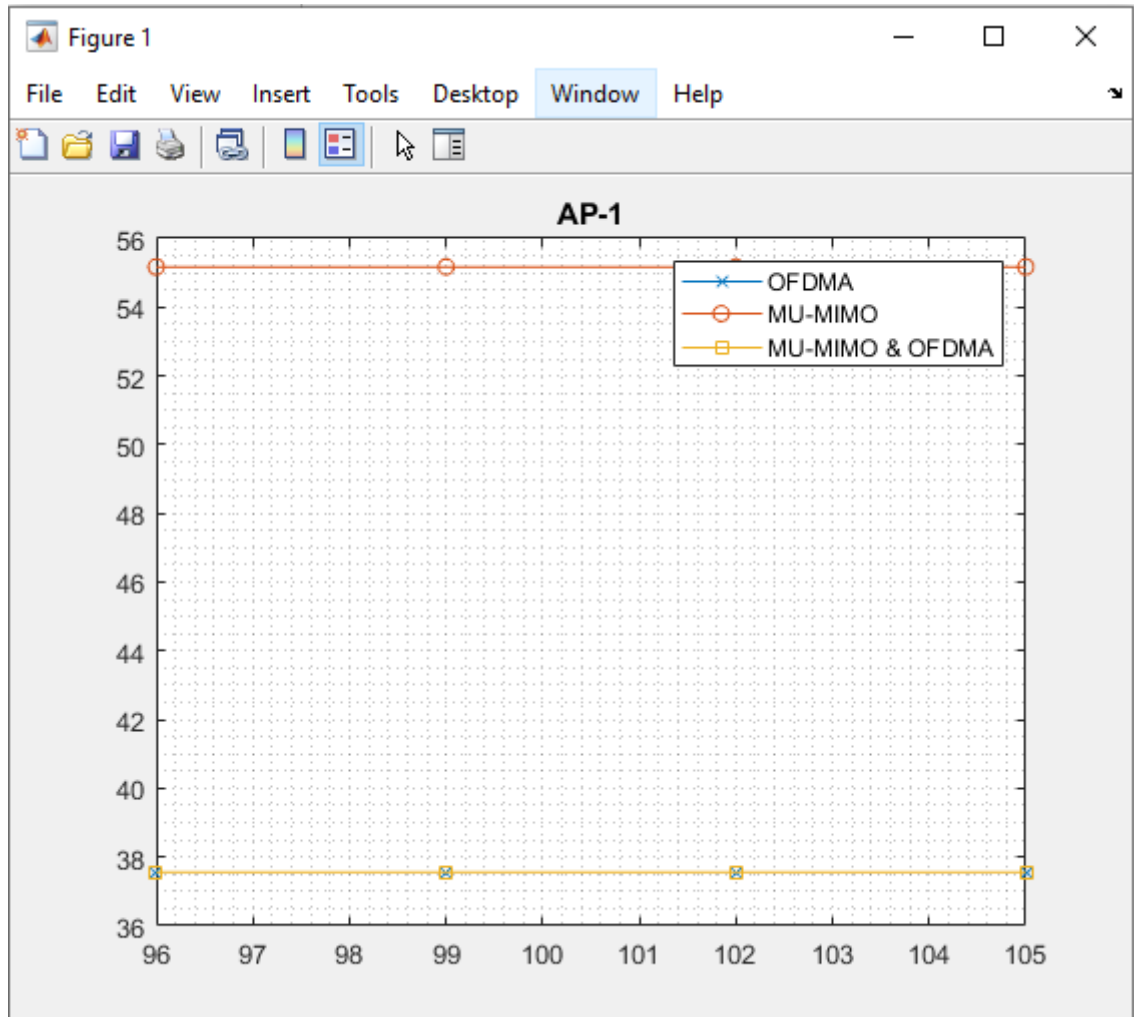 Figure 1
File Edit View Insert Tools Desktop Window Help
AP-1
56
54
52
50
48
46
44
42
40
38
36
OFDMA
MU-MIMO
MU-MIMO & OFDMA
96 97 98 99 100 101 102 103 104 105